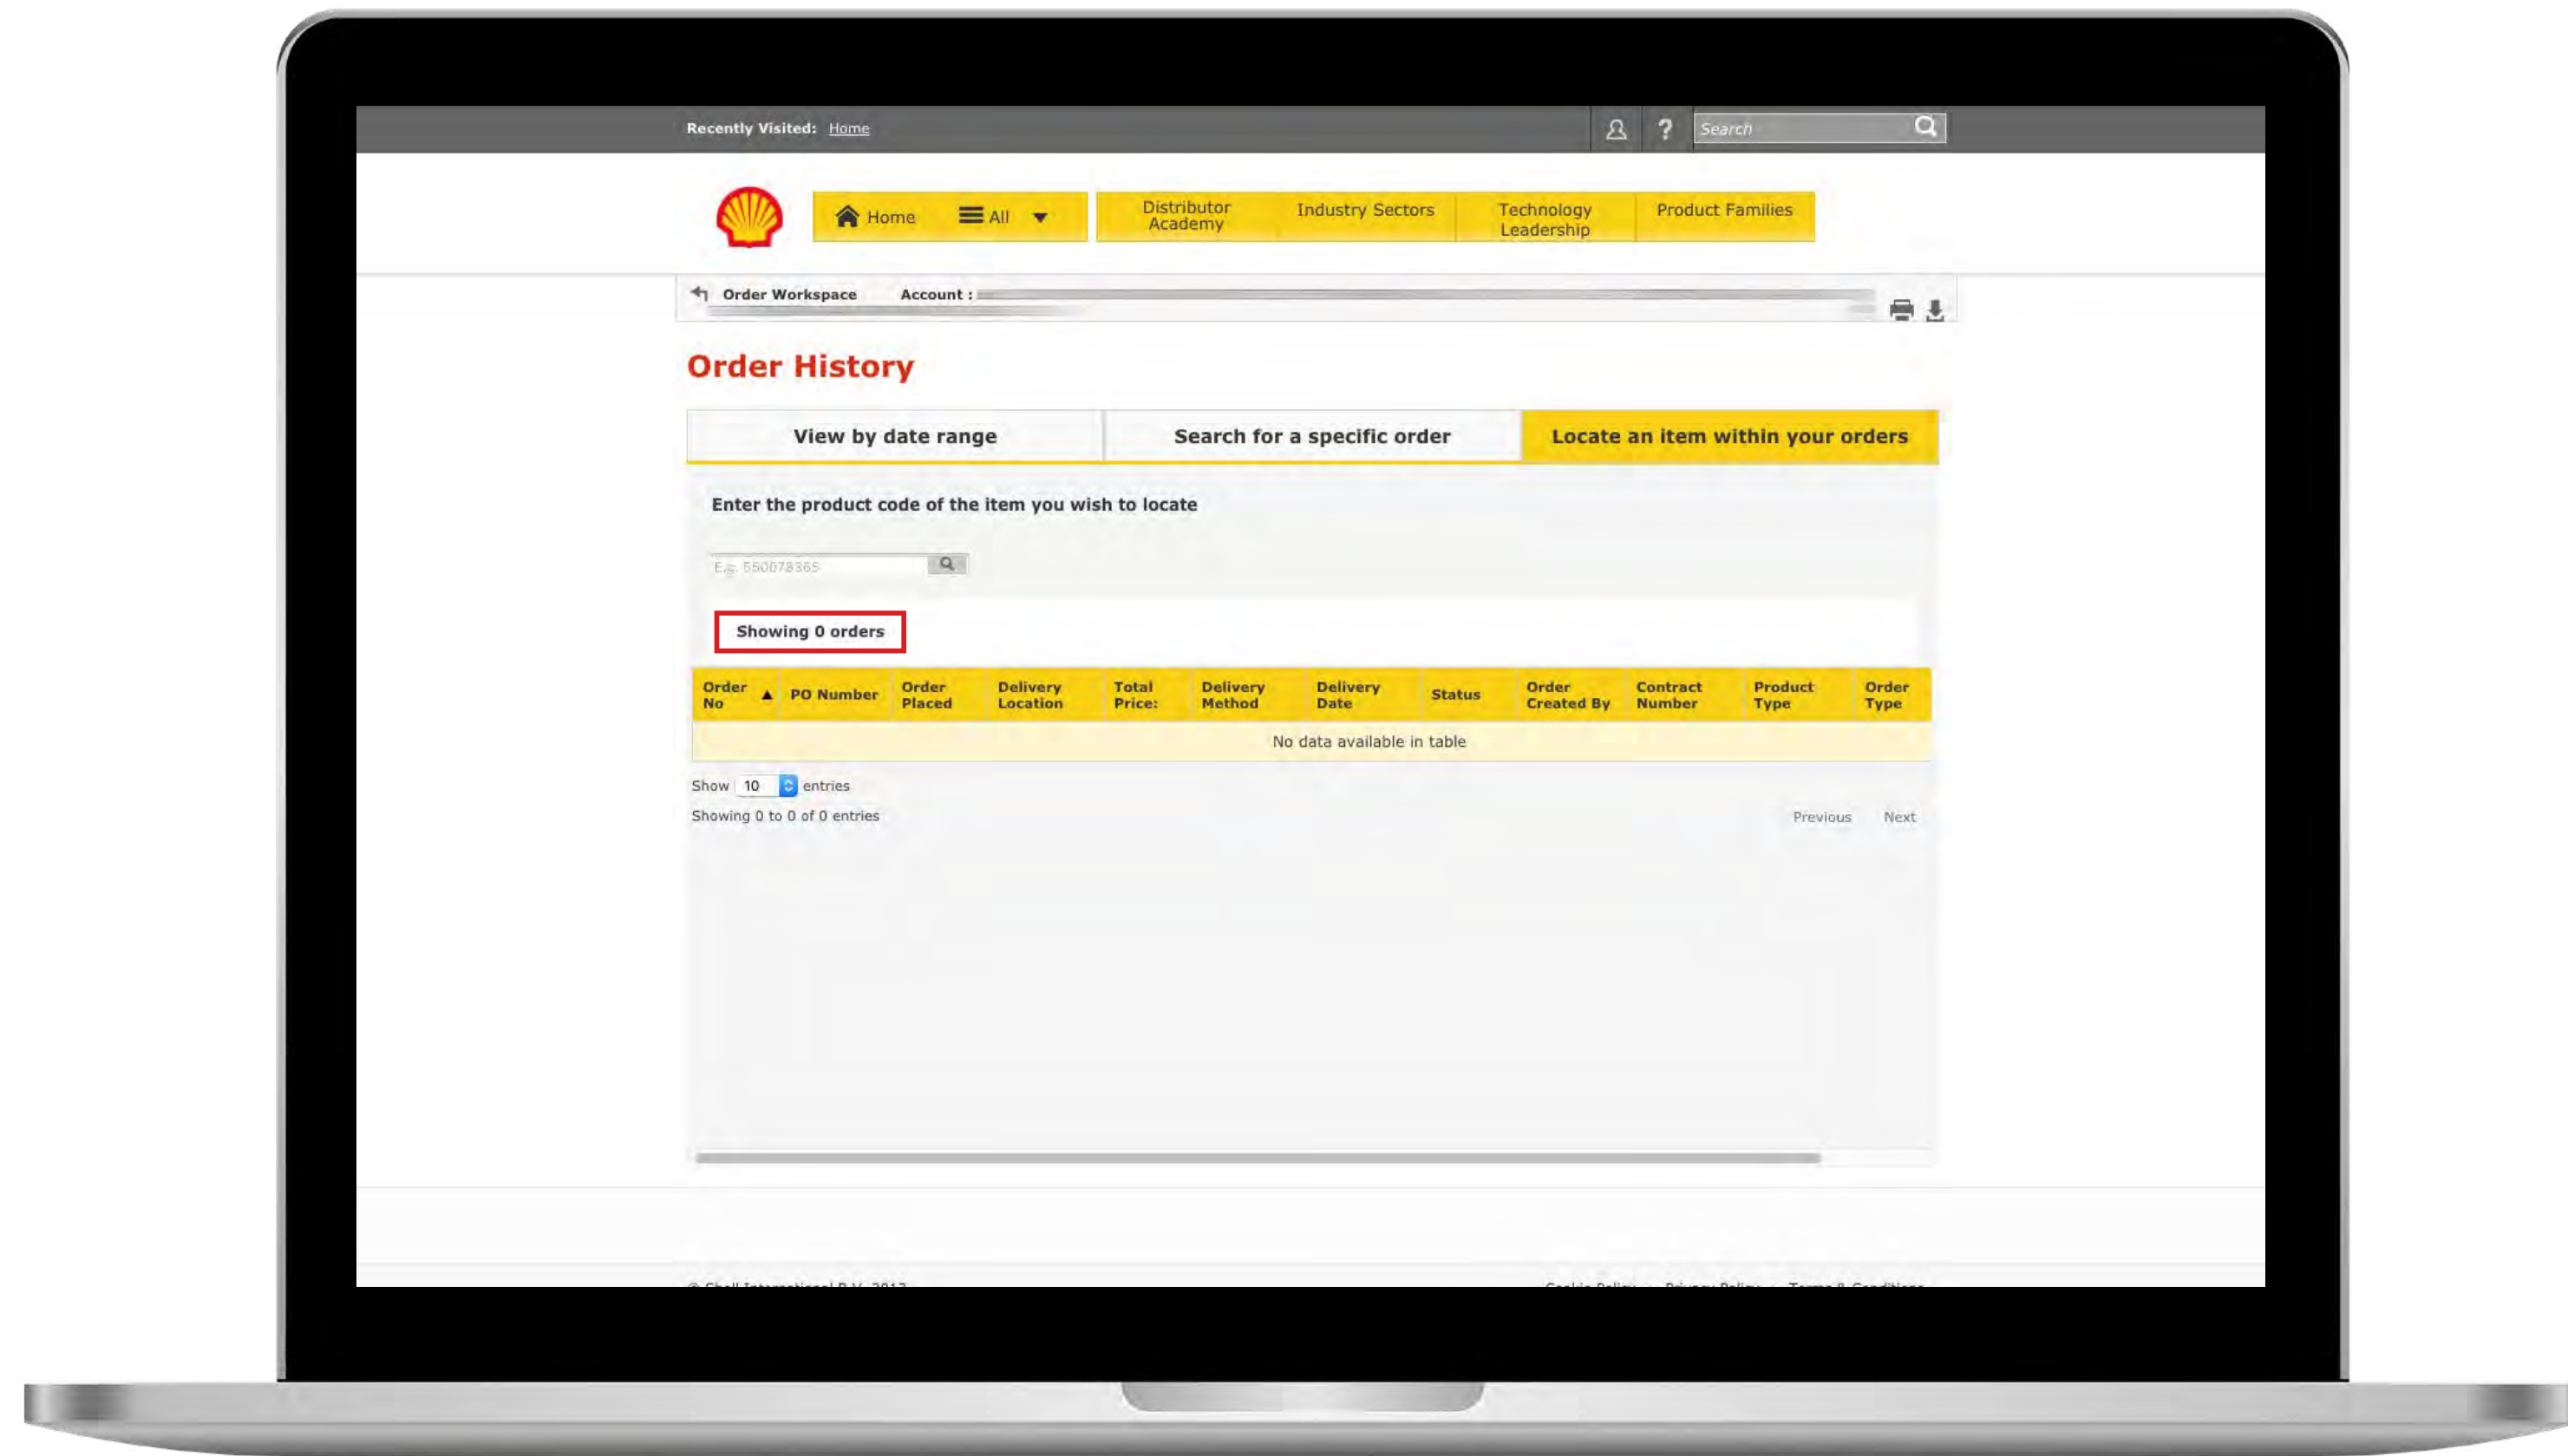 Recently Visited: Home
? Search
Home All Distributor Academy Industry Sectors Technology Leadership Product Families
Order Workspace Account :
Order History
View by date range Search for a specific order Locate an item within your orders
Enter the product code of the item you wish to locate
E.g. 550078365
Showing 0 orders
Order No PO Number Order Placed Delivery Location Total Price: Delivery Method Delivery Date Status Order Created By Contract Number Product Type Order Type
No data available in table
Show 10 entries
Showing 0 to 0 of 0 entries
Previous Next